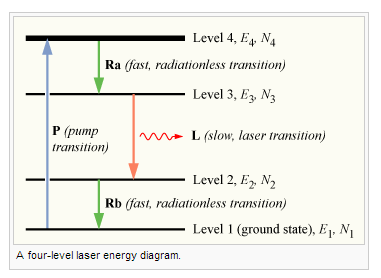 Level 4, E4, N4
Ra (fast, radiationless transition)
Level 3, E3, N3
P (pump
transition)
L (slow, laser transition)
Level 2, E2, N2
Rb (fast, radiationless transition)
Level 1 (ground state), E1, N1
A four-level laser energy diagram.